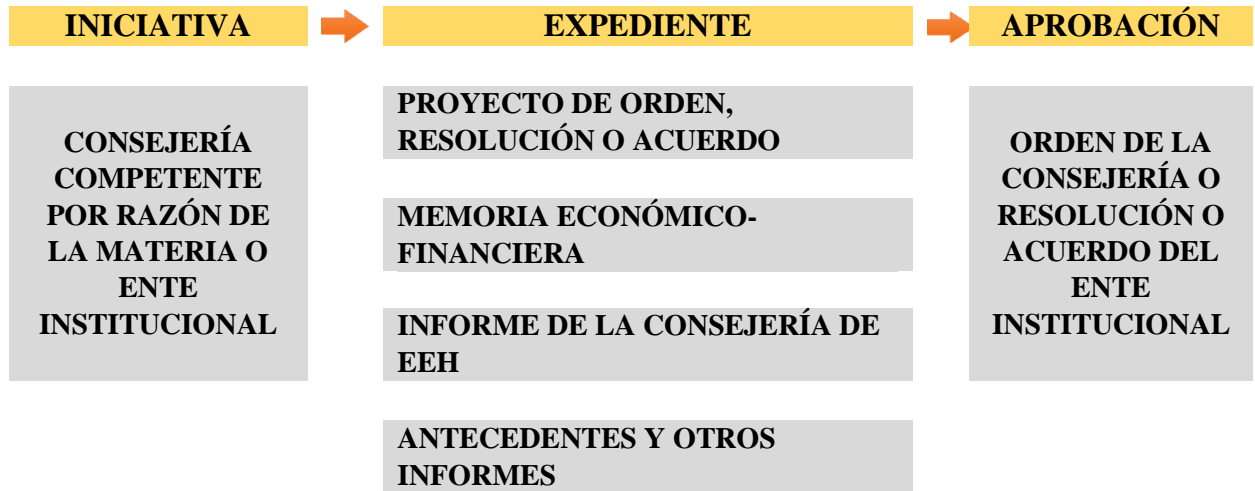 INICIATIVA
EXPEDIENTE
APROBACIÓN
CONSEJERÍA
COMPETENTE
POR RAZÓN DE
LA MATERIA O
ENTE
INSTITUCIONAL
PROYECTO DE ORDEN,
RESOLUCIÓN O ACUERDO
MEMORIA ECONÓMICO-
FINANCIERA
INFORME DE LA CONSEJERÍA DE
EEH
ANTECEDENTES Y OTROS
INFORMES
ORDEN DE LA
CONSEJERÍA O
RESOLUCIÓN O
ACUERDO DEL
ENTE
INSTITUCIONAL